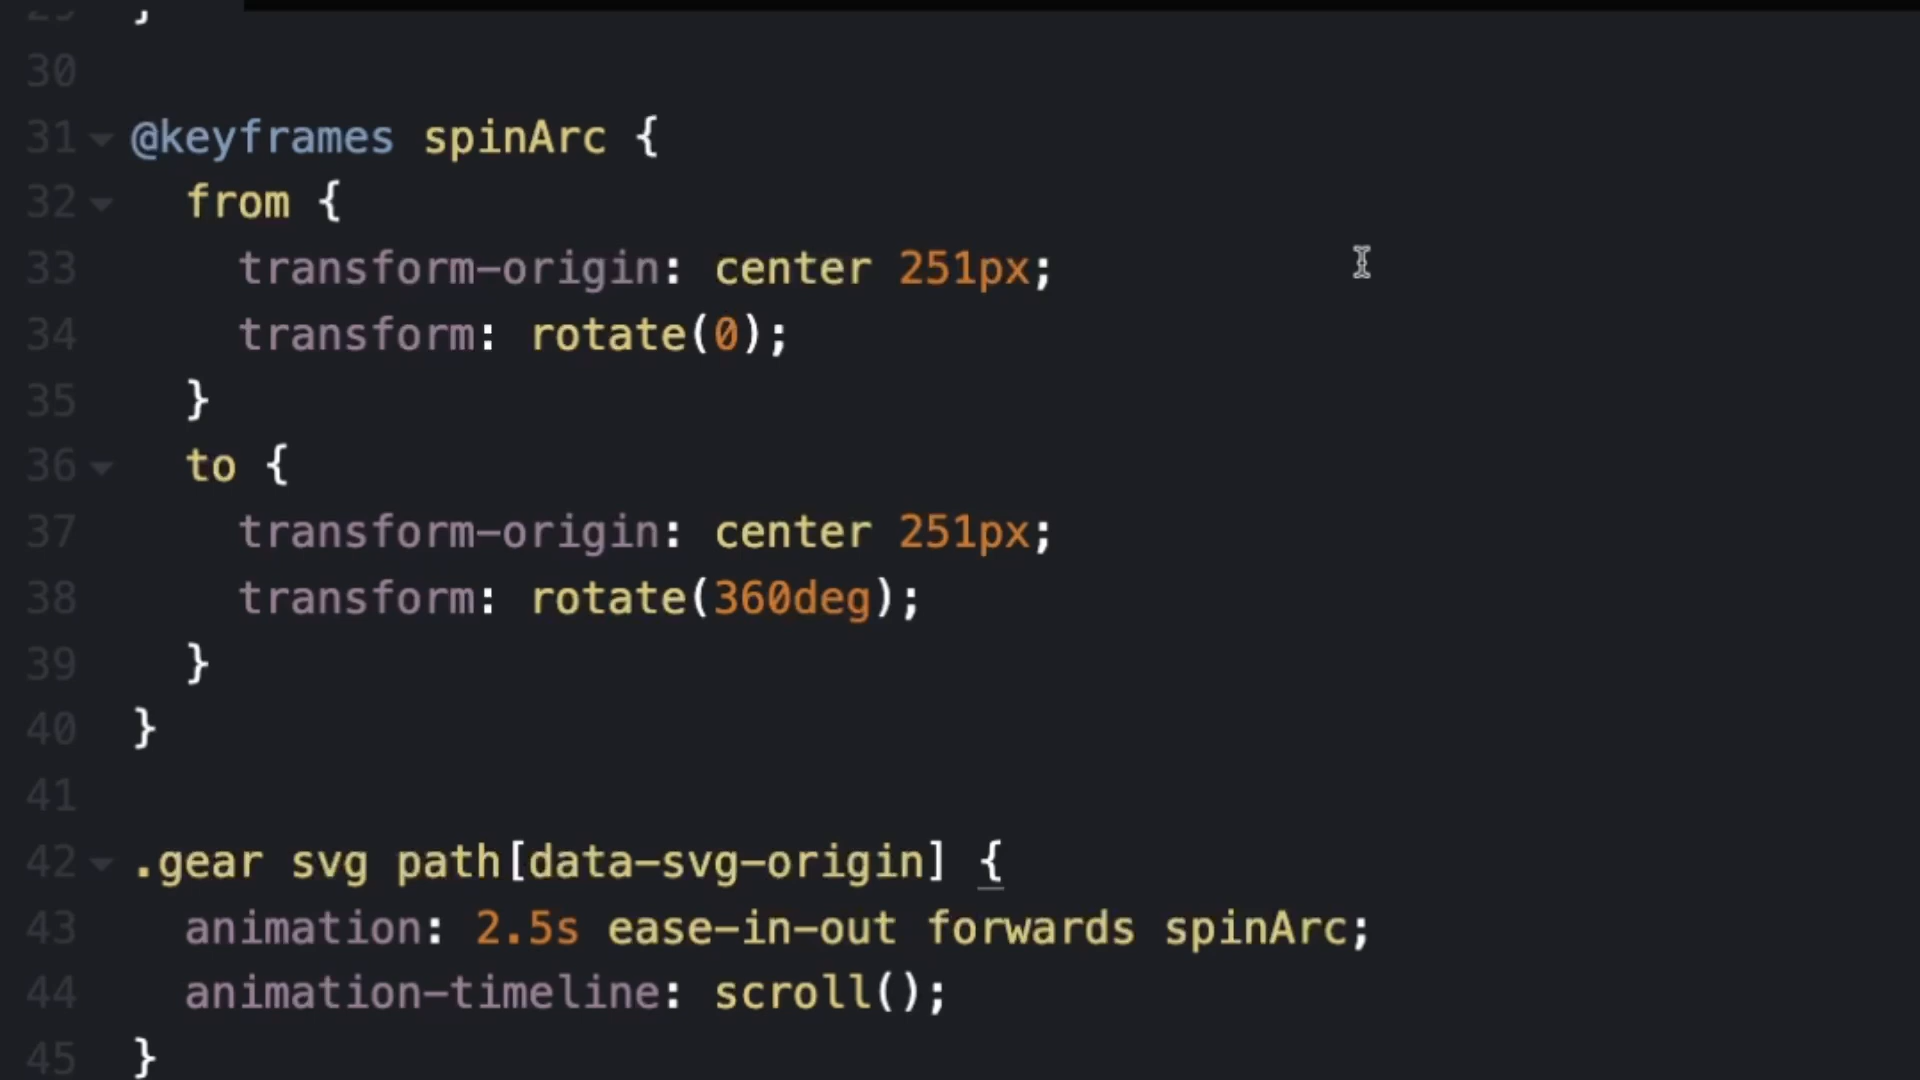 30
31 @keyframes spinArc {
32 from {
33 transform-origin: center 251px;
34 transform: rotate(0);
35 }
36 to {
37 transform-origin: center 251px;
38 transform: rotate(360deg);
39 }
40 }
41
42 .gear svg path[data-svg-origin] {
43 animation: 2.5s ease-in-out forwards spinArc;
44 animation-timeline: scroll();
45 }